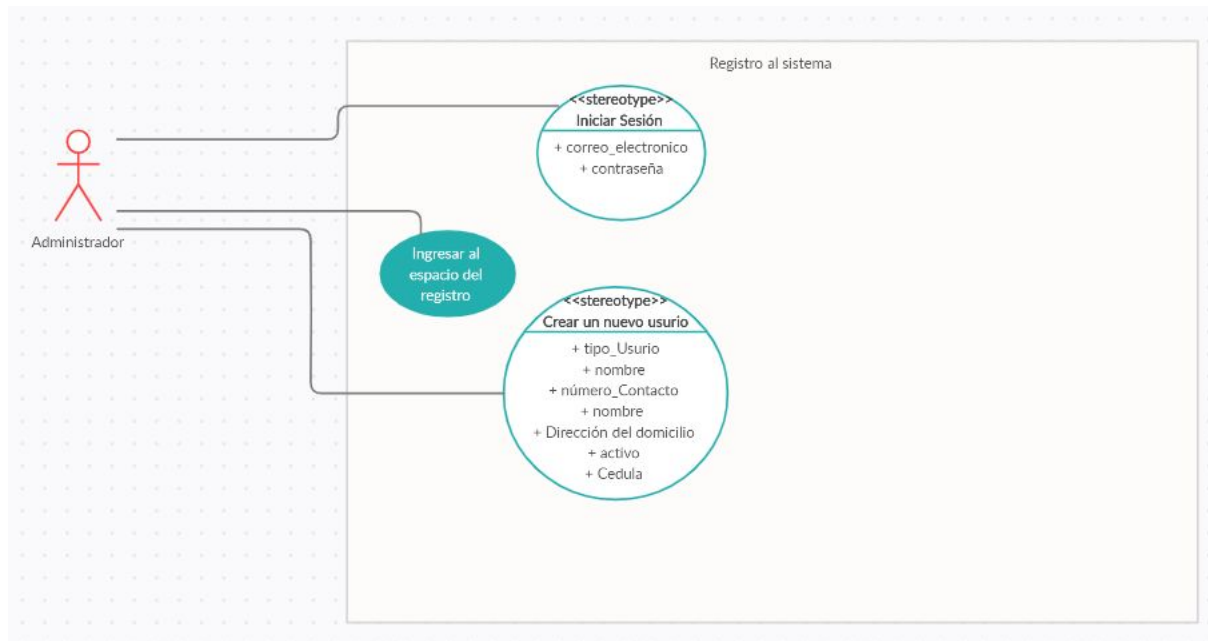 Registro al sistema
<<stereotype>>
Iniciar Sesión
+ correo_electronico
+ contraseña
Administrador
Ingresar al
espacio del
registro
<<stereotype>>
Crear un nuevo usurio
+ tipo_Usurio
+ nombre
+ número_Contacto
+ nombre
+ Dirección del domicilio
+ activo
+ Cedula